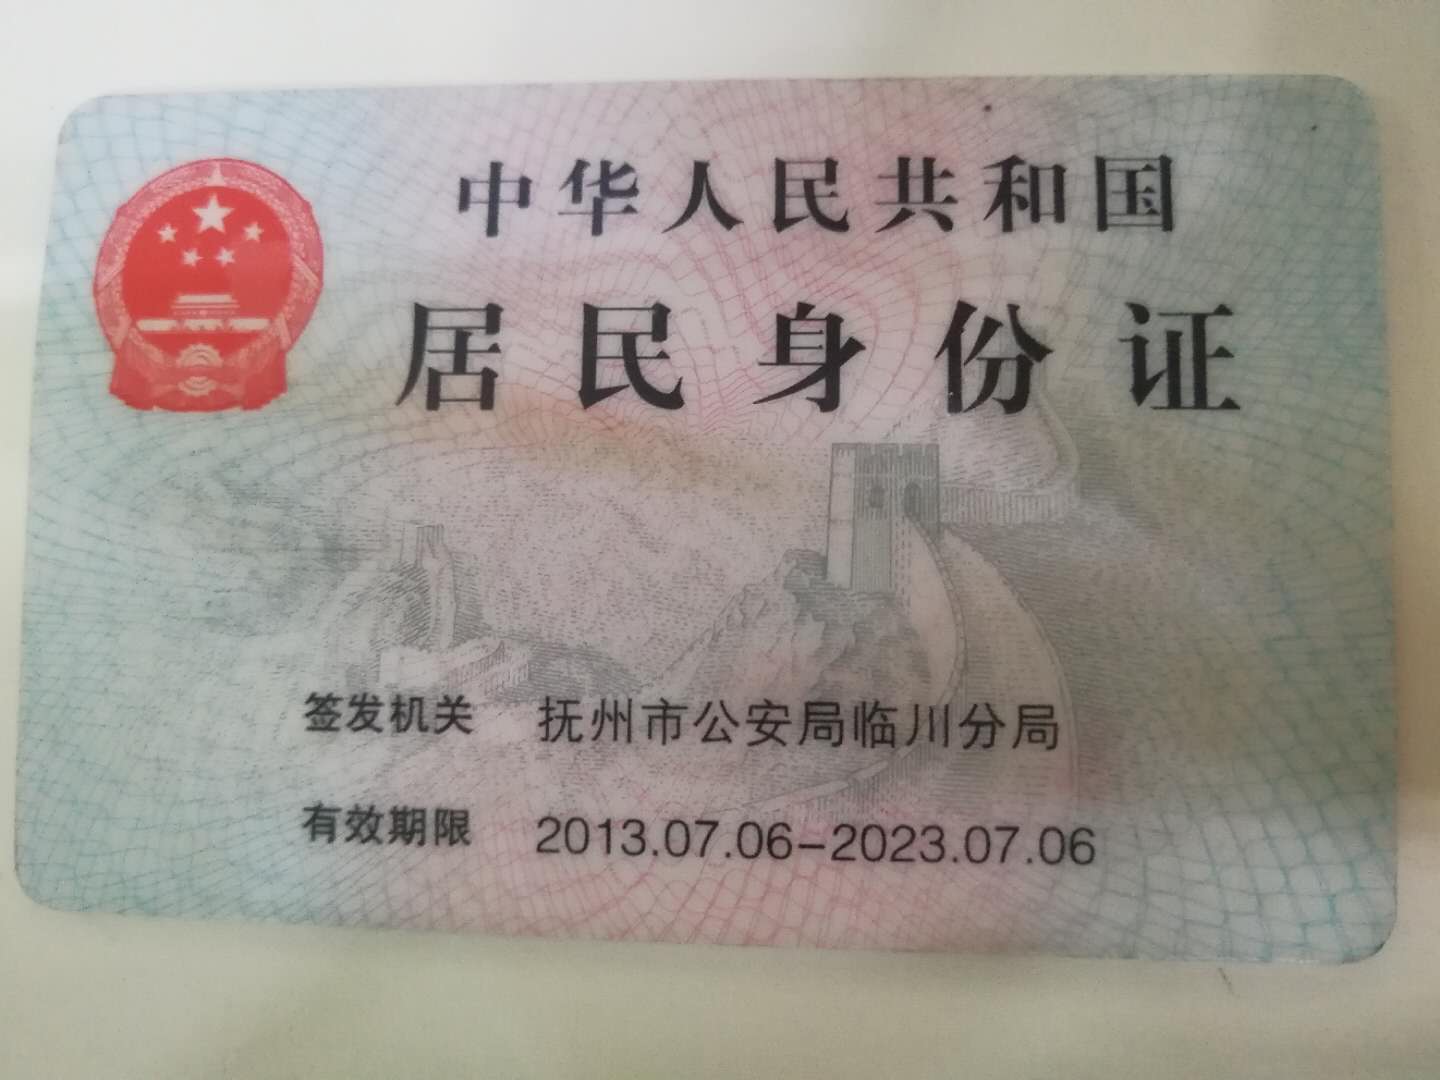 中华人民共和国
居民身份证
签发机关 抚州市公安局临川分局
有效期限 2013.07.06-2023.07.06